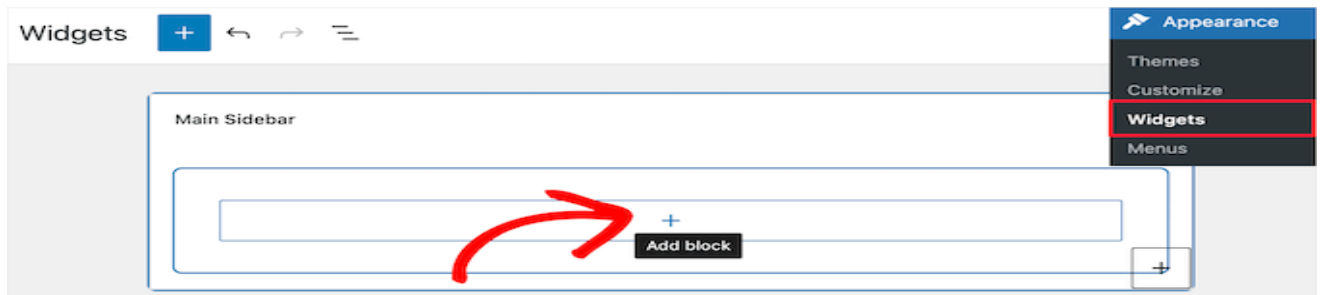 Widgets
Appearance
Themes
Customize
Widgets
Menus
Main Sidebar
Add block